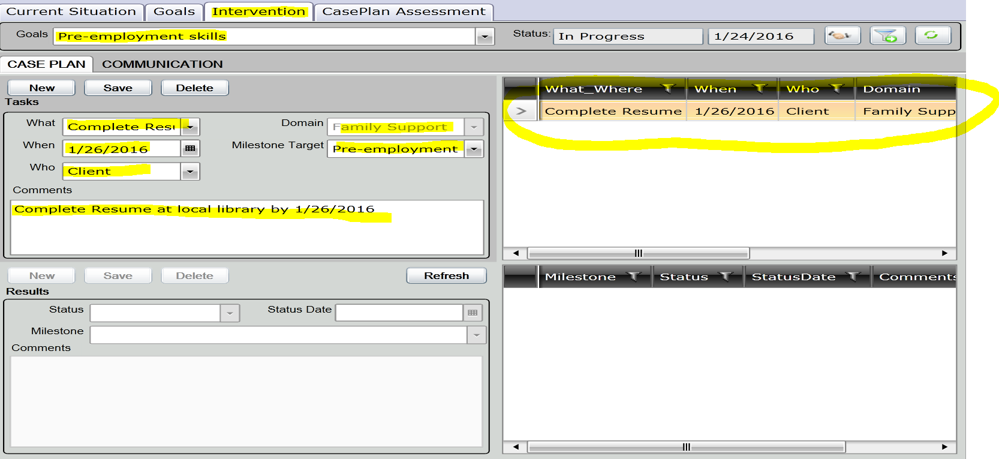 Current Situation Goals Intervention CasePlan Assessment
Goals Pre-employment skills Status: In Progress 1/24/2016
CASE PLAN COMMUNICATION
New Save Delete
Tasks
What Complete Resu Domain Family Support
When 1/26/2016 Milestone Target Pre-employment
Who Client
Comments
Complete Resume at local library by 1/26/2016
What_Where When Who Domain
Complete Resume 1/26/2016 Client Family Supp
New Save Delete Refresh
Results
Status Status Date
Milestone
Comments
Milestone Status StatusDate Comments